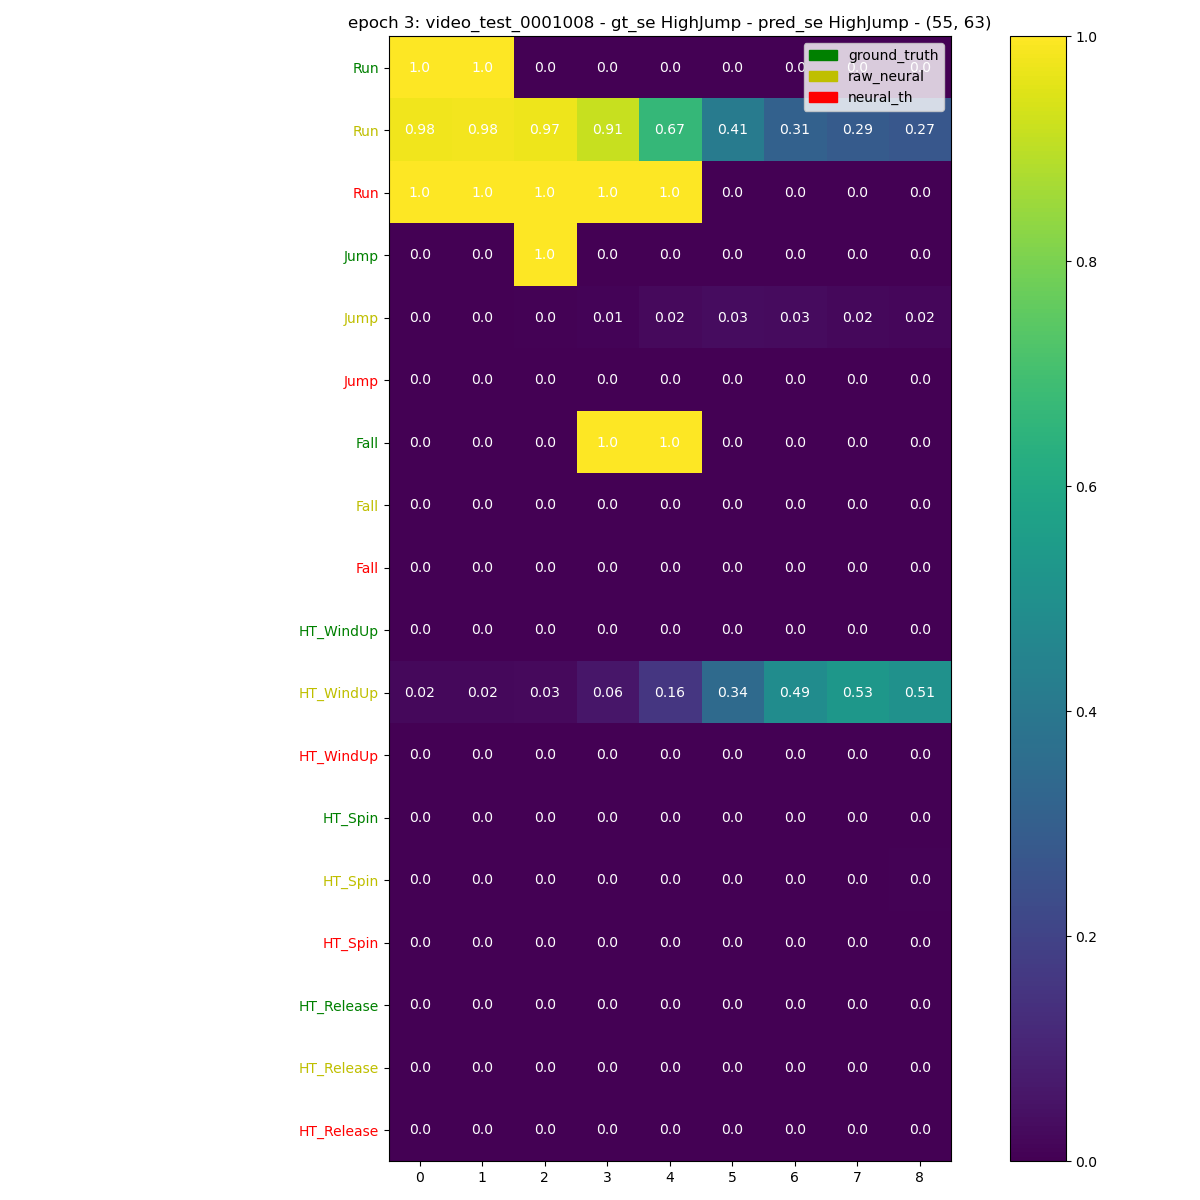 epoch 3: video_test_0001008 - gt_se HighJump - pred_se HighJump - (55, 63)
ground_truth
raw_neural
neural_th
Run 1.0 1.0 0.0 0.0 0.0 0.0 0.0
Run 0.98 0.98 0.97 0.91 0.67 0.41 0.31 0.29 0.27
Run 1.0 1.0 1.0 1.0 1.0 0.0 0.0 0.0 0.0
Jump 0.0 0.0 1.0 0.0 0.0 0.0 0.0 0.0 0.0
Jump 0.0 0.0 0.0 0.01 0.02 0.03 0.03 0.02 0.02
Jump 0.0 0.0 0.0 0.0 0.0 0.0 0.0 0.0 0.0
Fall 0.0 0.0 0.0 1.0 1.0 0.0 0.0 0.0 0.0
Fall 0.0 0.0 0.0 0.0 0.0 0.0 0.0 0.0 0.0
Fall 0.0 0.0 0.0 0.0 0.0 0.0 0.0 0.0 0.0
HT_WindUp 0.0 0.0 0.0 0.0 0.0 0.0 0.0 0.0 0.0
HT_WindUp 0.02 0.02 0.03 0.06 0.16 0.34 0.49 0.53 0.51
HT_WindUp 0.0 0.0 0.0 0.0 0.0 0.0 0.0 0.0 0.0
HT_Spin 0.0 0.0 0.0 0.0 0.0 0.0 0.0 0.0 0.0
HT_Spin 0.0 0.0 0.0 0.0 0.0 0.0 0.0 0.0 0.0
HT_Spin 0.0 0.0 0.0 0.0 0.0 0.0 0.0 0.0 0.0
HT_Release 0.0 0.0 0.0 0.0 0.0 0.0 0.0 0.0 0.0
HT_Release 0.0 0.0 0.0 0.0 0.0 0.0 0.0 0.0 0.0
HT_Release 0.0 0.0 0.0 0.0 0.0 0.0 0.0 0.0 0.0
0 1 2 3 4 5 6 7 8
1.0
0.8
0.6
0.4
0.2
0.0